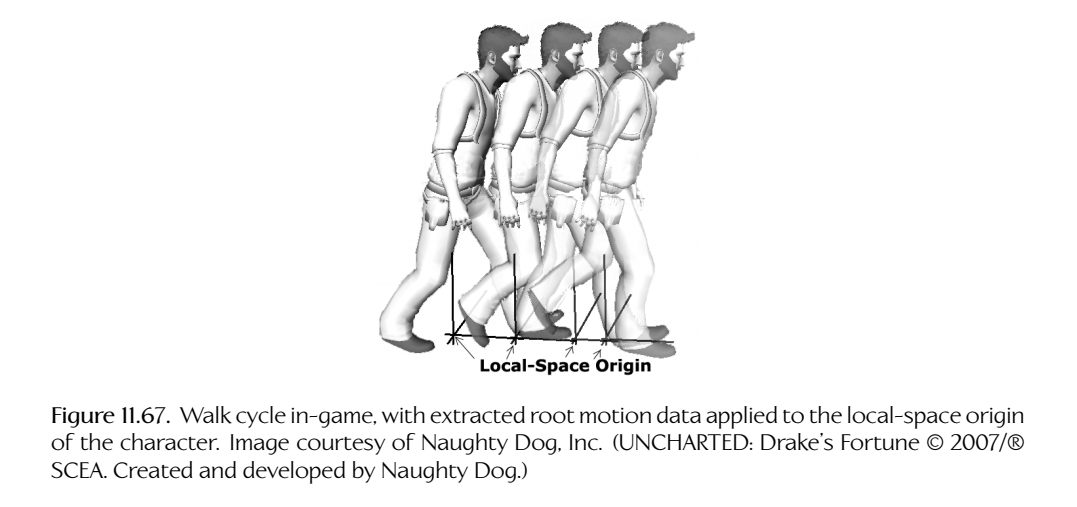 Local-Space Origin
Figure 11.67. Walk cycle in-game, with extracted root motion data applied to the local-space origin
of the character. Image courtesy of Naughty Dog, Inc. (UNCHARTED: Drake's Fortune © 2007/®
SCEA. Created and developed by Naughty Dog.)